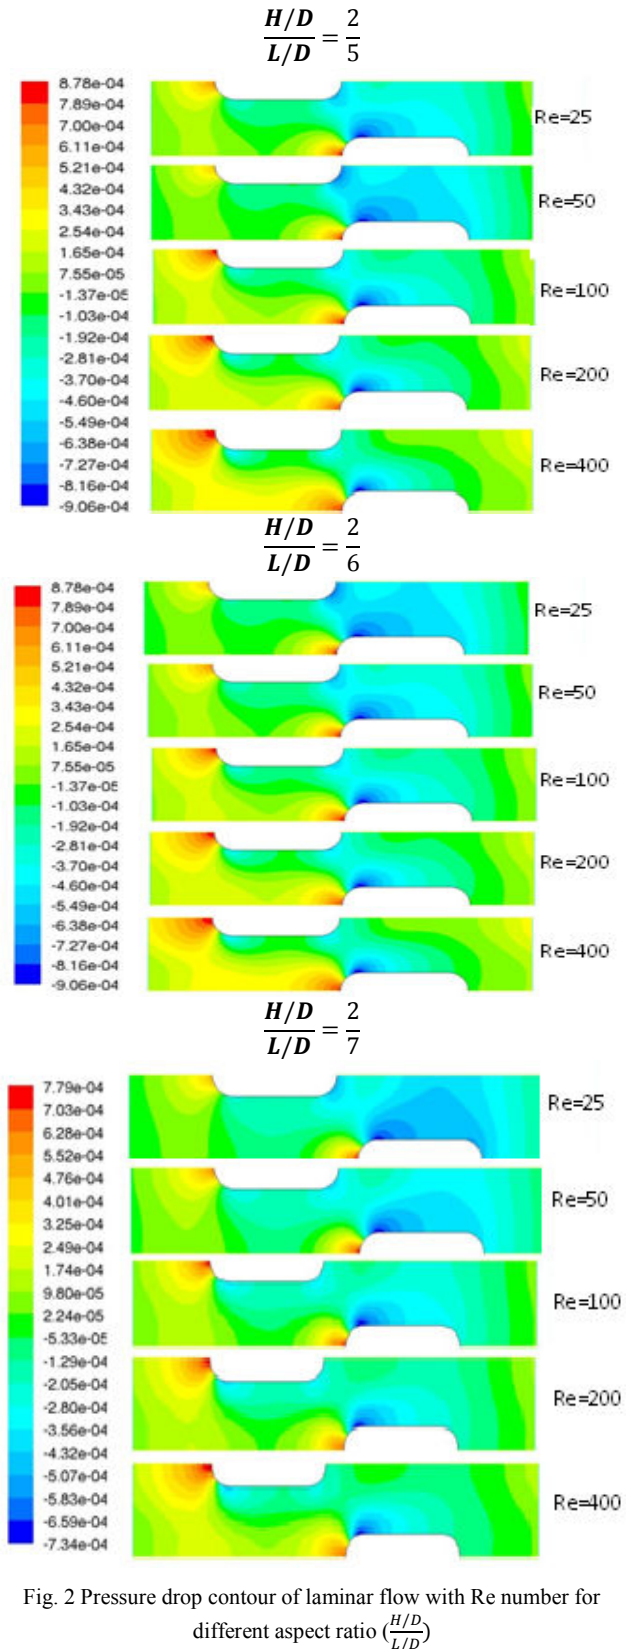 H/D
L/D = 2/5
8.78e-04
7.89e-04
7.00e-04
6.11e-04
5.21e-04
4.32e-04
3.43e-04
2.54e-04
1.65e-04
7.55e-05
-1.37e-05
-1.03e-04
-1.92e-04
-2.81e-04
-3.70e-04
-4.60e-04
-5.49e-04
-6.38e-04
-7.27e-04
-8.16e-04
-9.06e-04
Re=25
Re=50
Re=100
Re=200
Re=400
H/D
L/D = 2/6
8.78e-04
7.89e-04
7.00e-04
6.11e-04
5.21e-04
4.32e-04
3.43e-04
2.54e-04
1.65e-04
7.55e-05
-1.37e-05
-1.03e-04
-1.92e-04
-2.81e-04
-3.70e-04
-4.60e-04
-5.49e-04
-6.38e-04
-7.27e-04
-8.16e-04
-9.06e-04
Re=25
Re=50
Re=100
Re=200
Re=400
H/D
L/D = 2/7
7.79e-04
7.03e-04
6.28e-04
5.52e-04
4.76e-04
4.01e-04
3.25e-04
2.49e-04
1.74e-04
9.80e-05
2.24e-05
-5.33e-05
-1.29e-04
-2.05e-04
-2.80e-04
-3.56e-04
-4.32e-04
-5.07e-04
-5.83e-04
-6.59e-04
-7.34e-04
Re=25
Re=50
Re=100
Re=200
Re=400
Fig. 2 Pressure drop contour of laminar flow with Re number for
different aspect ratio (H/D / L/D)